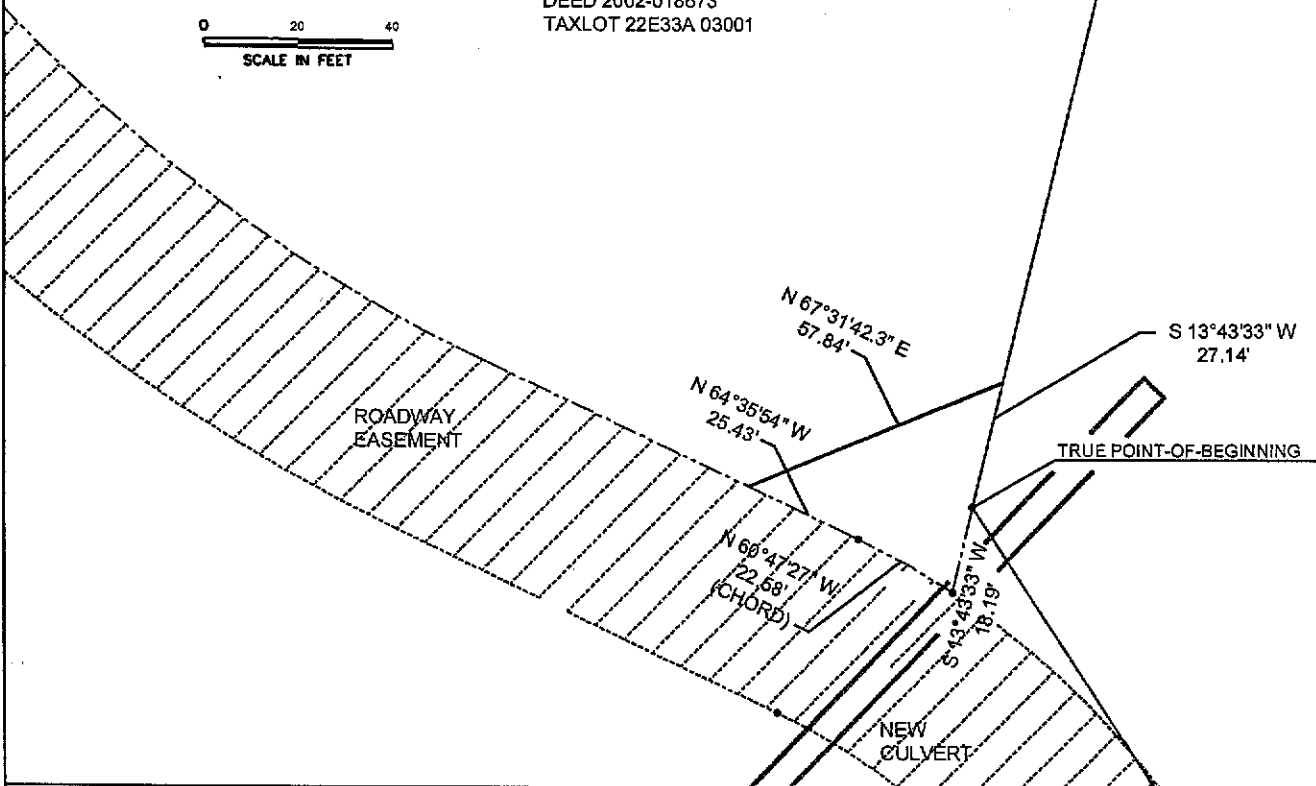 DEED 2002-018673
TAXLOT 22E33A 03001
0 20 40
SCALE IN FEET
N 67°31'42.3" E
57.84'
S 13°43'33" W
27.14'
N 64°35'54" W
25.43'
ROADWAY
EASEMENT
TRUE POINT-OF-BEGINNING
N 60°47'27" W
22.58'
(CHORD)
S 13°43'33" W
18.19'
NEW
CULVERT